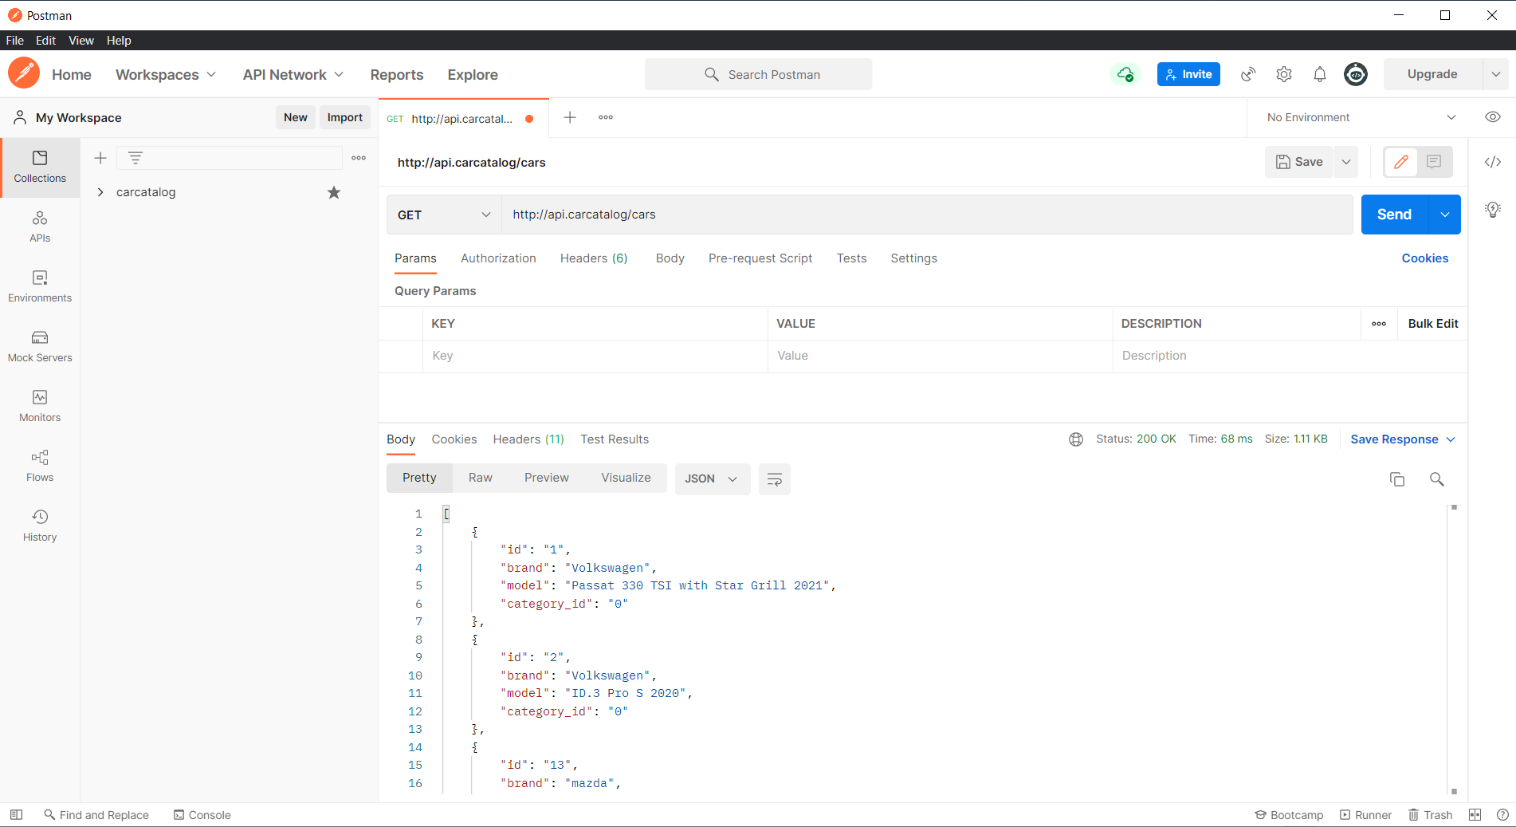 Postman
File Edit View Help
Home Workspaces API Network Reports Explore Search Postman Invite Upgrade
My Workspace New Import GET http://api.carcatal... No Environment
http://api.carcatalog/cars Save
Collections
carcatalog
GET http://api.carcatalog/cars Send
APIs
Params Authorization Headers (6) Body Pre-request Script Tests Settings Cookies
Query Params
Environments
KEY VALUE DESCRIPTION Bulk Edit
Key Value Description
Mock Servers
Monitors
Body Cookies Headers (11) Test Results Status: 200 OK Time: 68 ms Size: 1.11 KB Save Response
Flows
Pretty Raw Preview Visualize JSON
History
1 [
2 {
3 "id": "1",
4 "brand": "Volkswagen",
5 "model": "Passat 330 TSI with Star Grill 2021",
6 "category_id": "0"
7 },
8 {
9 "id": "2",
10 "brand": "Volkswagen",
11 "model": "ID.3 Pro S 2020",
12 "category_id": "0"
13 },
14 {
15 "id": "13",
16 "brand": "mazda",
Find and Replace Console Bootcamp Runner Trash